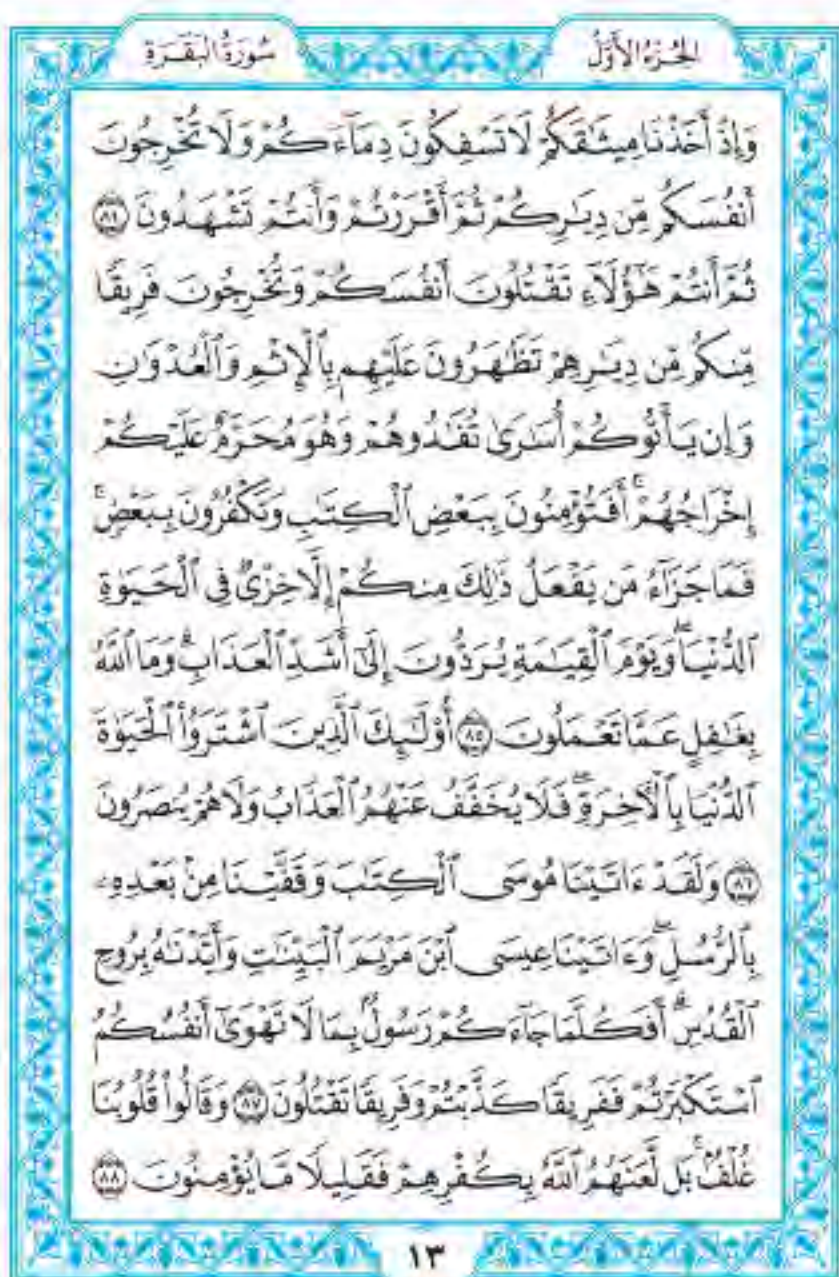 الجُزْءُ الأَوَّلُ
سُورَةُ الْبَقَرَةِ
وَإِذْ أَخَذْنَا مِيثَٰقَكُمْ لَا تَسْفِكُونَ دِمَآءَكُمْ وَلَا تُخْرِجُونَ
أَنفُسَكُم مِّن دِيَٰرِكُمْ ثُمَّ أَقْرَرْتُمْ وَأَنتُمْ تَشْهَدُونَ ٨٤
ثُمَّ أَنتُمْ هَٰٓؤُلَآءِ تَقْتُلُونَ أَنفُسَكُمْ وَتُخْرِجُونَ فَرِيقًا
مِّنكُم مِّن دِيَٰرِهِمْ تَظَٰهَرُونَ عَلَيْهِم بِٱلْإِثْمِ وَٱلْعُدْوَٰنِ
وَإِن يَأْتُوكُمْ أُسَٰرَىٰ تُفَٰدُوهُمْ وَهُوَ مُحَرَّمٌ عَلَيْكُمْ
إِخْرَاجُهُمْ ۚ أَفَتُؤْمِنُونَ بِبَعْضِ ٱلْكِتَٰبِ وَتَكْفُرُونَ بِبَعْضٍ ۚ
فَمَا جَزَآءُ مَن يَفْعَلُ ذَٰلِكَ مِنكُمْ إِلَّا خِزْىٌ فِى ٱلْحَيَوٰةِ
ٱلدُّنْيَا ۖ وَيَوْمَ ٱلْقِيَٰمَةِ يُرَدُّونَ إِلَىٰٓ أَشَدِّ ٱلْعَذَابِ ۗ وَمَا ٱللَّهُ
بِغَٰفِلٍ عَمَّا تَعْمَلُونَ ٨٥ أُو۟لَٰٓئِكَ ٱلَّذِينَ ٱشْتَرَوُا۟ ٱلْحَيَوٰةَ
ٱلدُّنْيَا بِٱلْءَاخِرَةِ ۖ فَلَا يُخَفَّفُ عَنْهُمُ ٱلْعَذَابُ وَلَا هُمْ يُنصَرُونَ
٨٦ وَلَقَدْ ءَاتَيْنَا مُوسَى ٱلْكِتَٰبَ وَقَفَّيْنَا مِنۢ بَعْدِهِۦ
بِٱلرُّسُلِ ۖ وَءَاتَيْنَا عِيسَى ٱبْنَ مَرْيَمَ ٱلْبَيِّنَٰتِ وَأَيَّدْنَٰهُ بِرُوحِ
ٱلْقُدُسِ ۗ أَفَكُلَّمَا جَآءَكُمْ رَسُولٌۢ بِمَا لَا تَهْوَىٰٓ أَنفُسُكُمُ
ٱسْتَكْبَرْتُمْ فَفَرِيقًا كَذَّبْتُمْ وَفَرِيقًا تَقْتُلُونَ ٨٧ وَقَالُوا۟ قُلُوبُنَا
غُلْفٌۢ ۚ بَل لَّعَنَهُمُ ٱللَّهُ بِكُفْرِهِمْ فَقَلِيلًا مَّا يُؤْمِنُونَ ٨٨
١٣